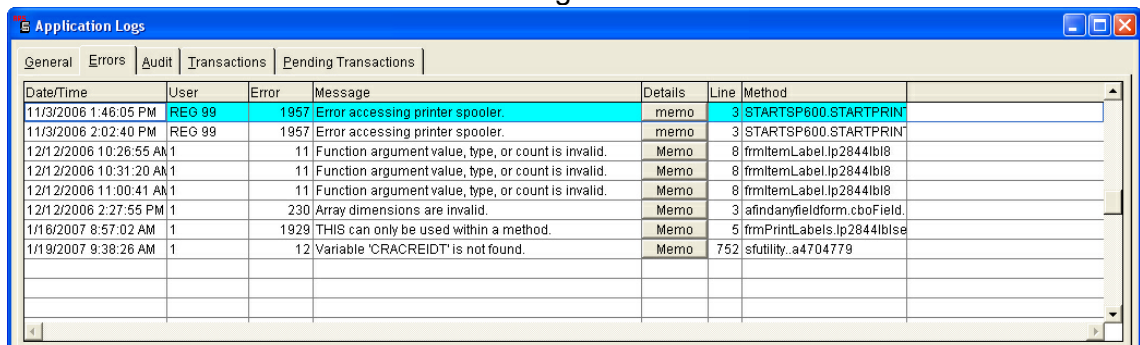 Application Logs
General Errors Audit Transactions Pending Transactions
Date/Time User Error Message Details Line Method
11/3/2006 1:46:05 PM REG 99 1957 Error accessing printer spooler. memo 3 STARTSP600.STARTPRINT
11/3/2006 2:02:40 PM REG 99 1957 Error accessing printer spooler. memo 3 STARTSP600.STARTPRINT
12/12/2006 10:26:55 AM 1 11 Function argument value, type, or count is invalid. Memo 8 frmItemLabel.lp2844lbl8
12/12/2006 10:31:20 AM 1 11 Function argument value, type, or count is invalid. Memo 8 frmItemLabel.lp2844lbl8
12/12/2006 11:00:41 AM 1 11 Function argument value, type, or count is invalid. Memo 8 frmItemLabel.lp2844lbl8
12/12/2006 2:27:55 PM 1 230 Array dimensions are invalid. Memo 3 afindanyfieldform.cboField.
1/16/2007 8:57:02 AM 1 1929 THIS can only be used within a method. Memo 5 frmPrintLabels.lp2844lblse
1/19/2007 9:38:26 AM 1 12 Variable 'CRACREIDT' is not found. Memo 752 sfutility..a4704779